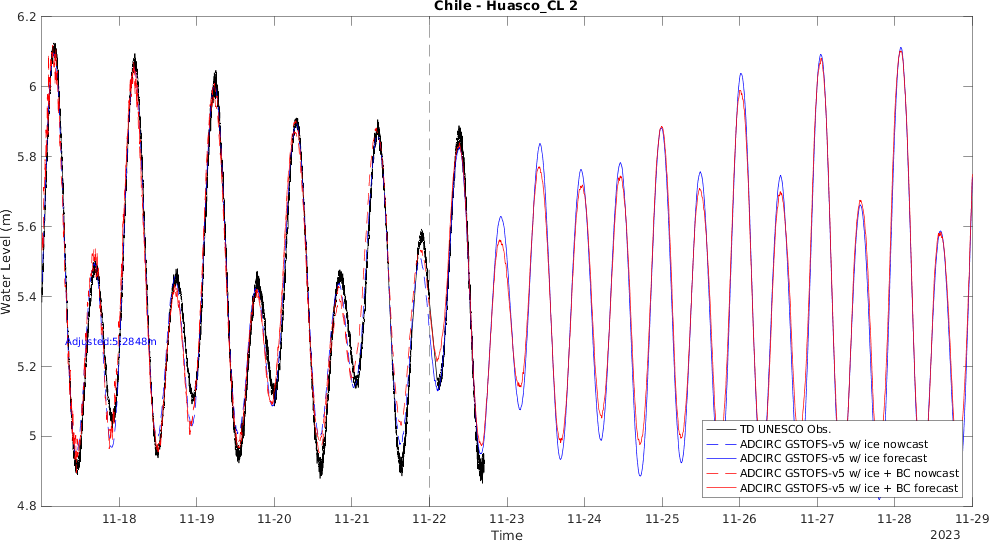 Chile - Huasco_CL 2
Water Level (m)
6.2
6
5.8
5.6
5.4
5.2
5
4.8
Adjusted:5.2848m
TD UNESCO Obs.
ADCIRC GSTOFS-v5 w/ ice nowcast
ADCIRC GSTOFS-v5 w/ ice forecast
ADCIRC GSTOFS-v5 w/ ice + BC nowcast
ADCIRC GSTOFS-v5 w/ ice + BC forecast
11-18 11-19 11-20 11-21 11-22 11-23 11-24 11-25 11-26 11-27 11-28 11-29
Time
2023